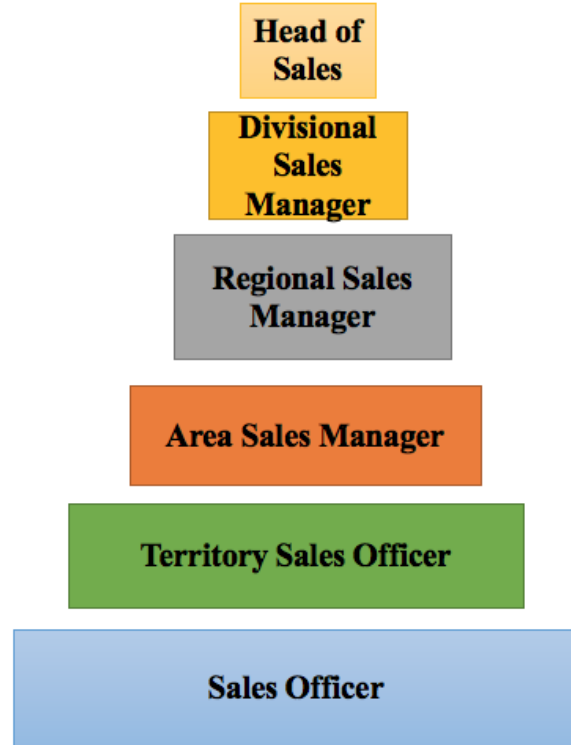 Head of
Sales
Divisional
Sales
Manager
Regional Sales
Manager
Area Sales Manager
Territory Sales Officer
Sales Officer